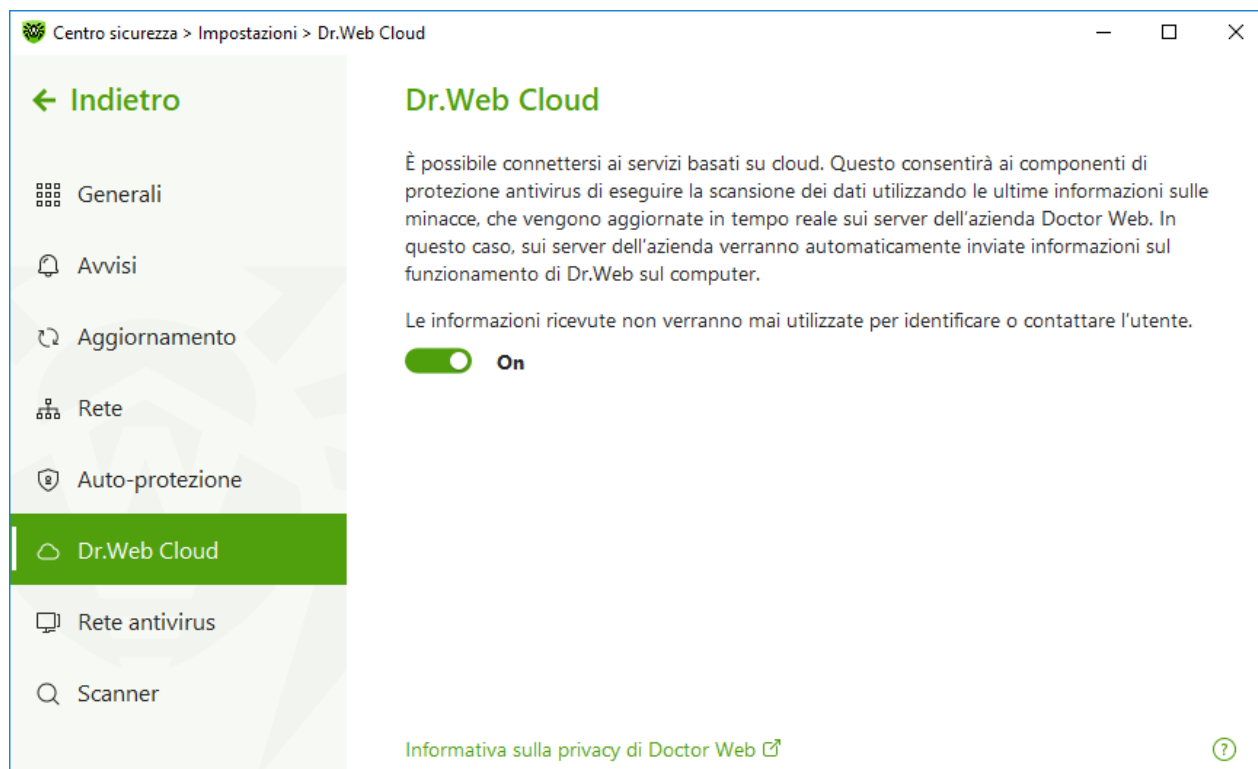 Centro sicurezza > Impostazioni > Dr.Web Cloud
Indietro
Generali
Avvisi
Aggiornamento
Rete
Auto-protezione
Dr.Web Cloud
Rete antivirus
Scanner
Dr.Web Cloud
È possibile connettersi ai servizi basati su cloud. Questo consentirà ai componenti di
protezione antivirus di eseguire la scansione dei dati utilizzando le ultime informazioni sulle
minacce, che vengono aggiornate in tempo reale sui server dell'azienda Doctor Web. In
questo caso, sui server dell'azienda verranno automaticamente inviate informazioni sul
funzionamento di Dr.Web sul computer.
Le informazioni ricevute non verranno mai utilizzate per identificare o contattare l'utente.
On
Informativa sulla privacy di Doctor Web
?